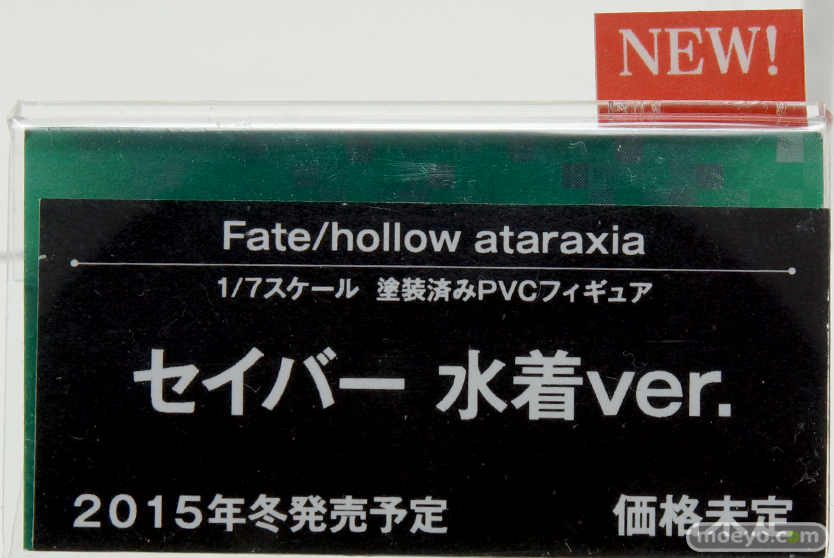 NEW!
Fate/hollow ataraxia
1/7スケール 塗装済みPVCフィギュア
セイバー 水着ver.
2015年冬発売予定 価格未定
moeyo.com